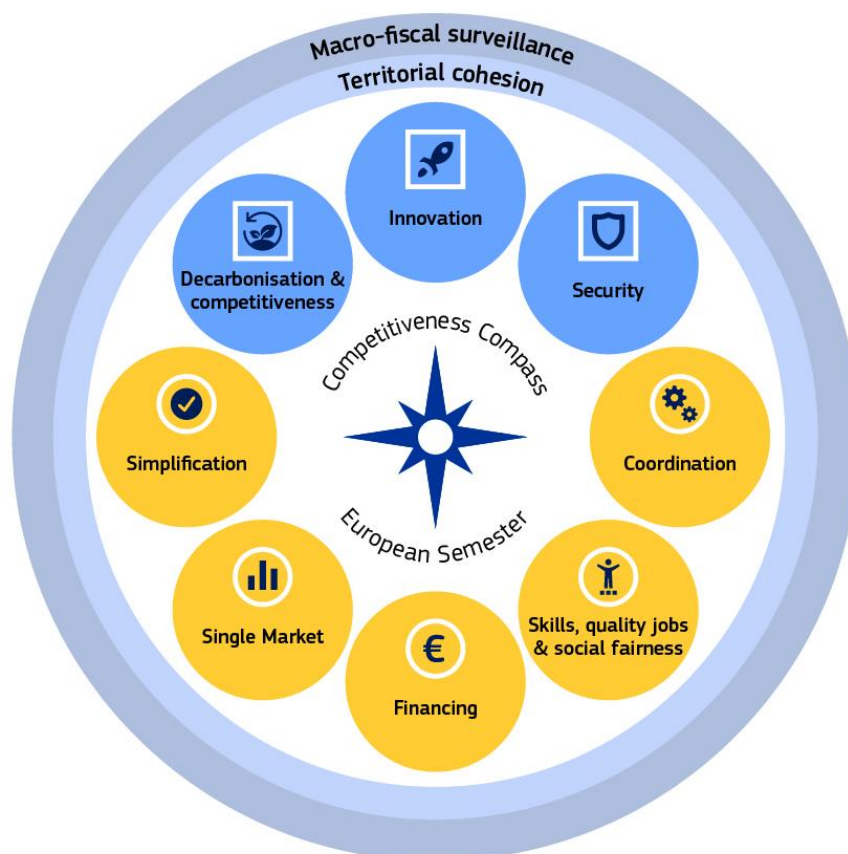 Macro-fiscal surveillance
Territorial cohesion
Innovation
Decarbonisation &
competitiveness
Security
Competitiveness Compass
Simplification
Coordination
European Semester
Single Market
Skills, quality jobs
& social fairness
€
Financing